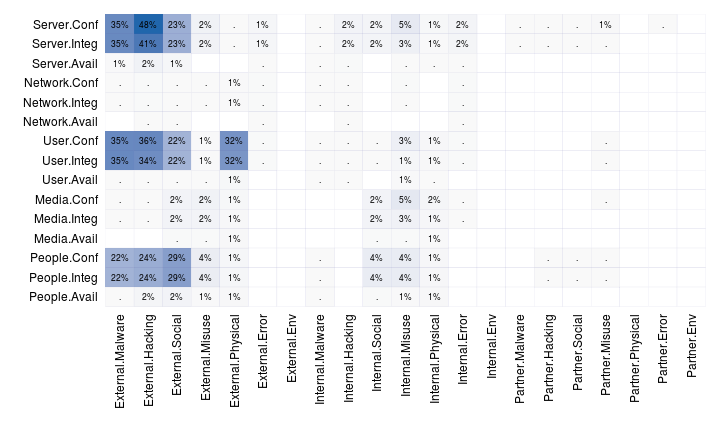 Server.Conf 35% 48% 23% 2% . 1% . 2% 2% 5% 1% 2% . . . 1% .
Server.Integ 35% 41% 23% 2% . 1% . 2% 2% 3% 1% 2% . . . .
Server.Avail 1% 2% 1% . . . . . .
Network.Conf . . . . 1% . . . . .
Network.Integ . . . . 1% . . . . .
Network.Avail . . . . .
User.Conf 35% 36% 22% 1% 32% . . . . 3% 1% . .
User.Integ 35% 34% 22% 1% 32% . . . . 1% 1% . .
User.Avail . . . . 1% . . 1% .
Media.Conf . . 2% 2% 1% 2% 5% 2% . .
Media.Integ . . 2% 2% 1% 2% 3% 1% .
Media.Avail . . 1% . . 1%
People.Conf 22% 24% 29% 4% 1% . 4% 4% 1% . . .
People.Integ 22% 24% 29% 4% 1% . 4% 4% 1% . . .
People.Avail . 2% 2% 1% 1% . . 1% 1%
External.Malware
External.Hacking
External.Social
External.Misuse
External.Physical
External.Error
External.Env
Internal.Malware
Internal.Hacking
Internal.Social
Internal.Misuse
Internal.Physical
Internal.Error
Internal.Env
Partner.Malware
Partner.Hacking
Partner.Social
Partner.Misuse
Partner.Physical
Partner.Error
Partner.Env